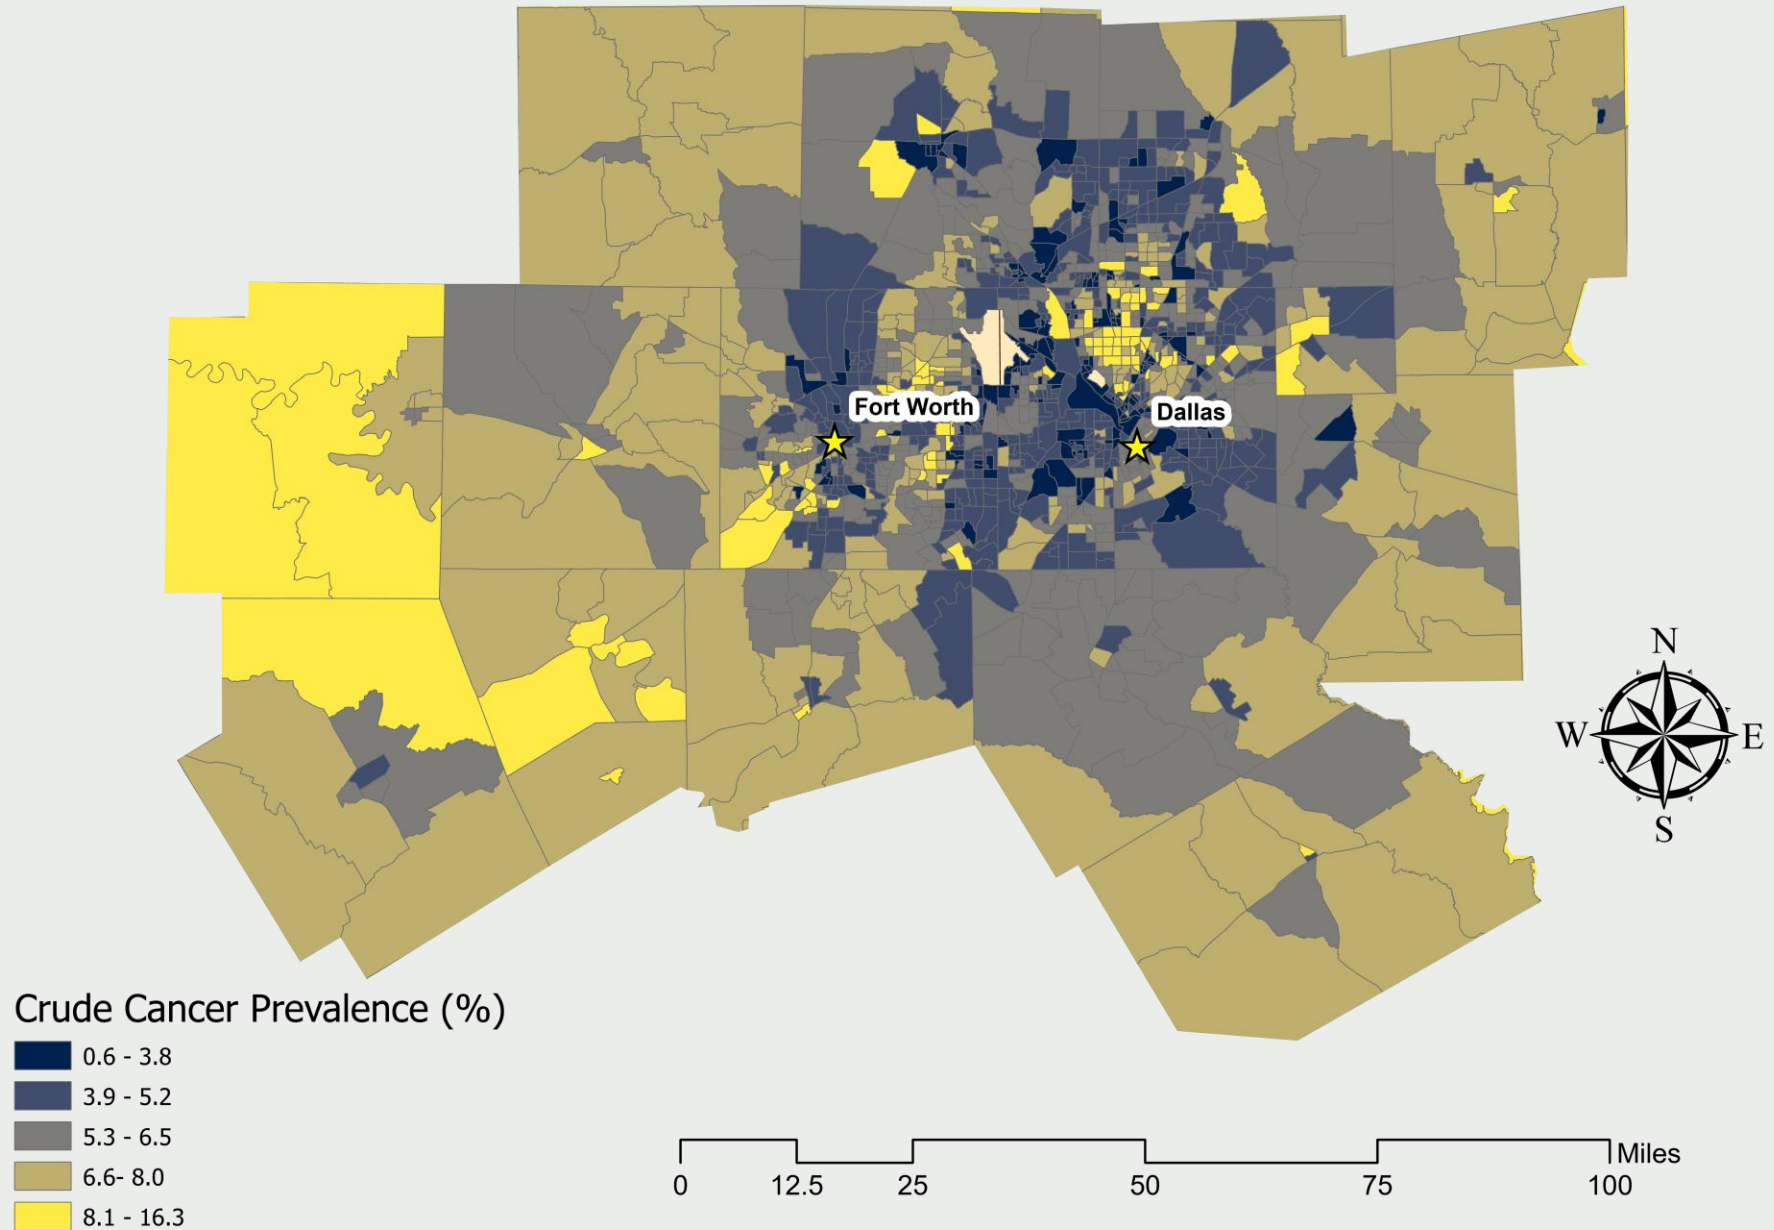 Fort Worth
Dallas
N
W E
S
Crude Cancer Prevalence (%)
0.6 - 3.8
3.9 - 5.2
5.3 - 6.5
6.6- 8.0
8.1 - 16.3
Miles
0 12.5 25 50 75 100